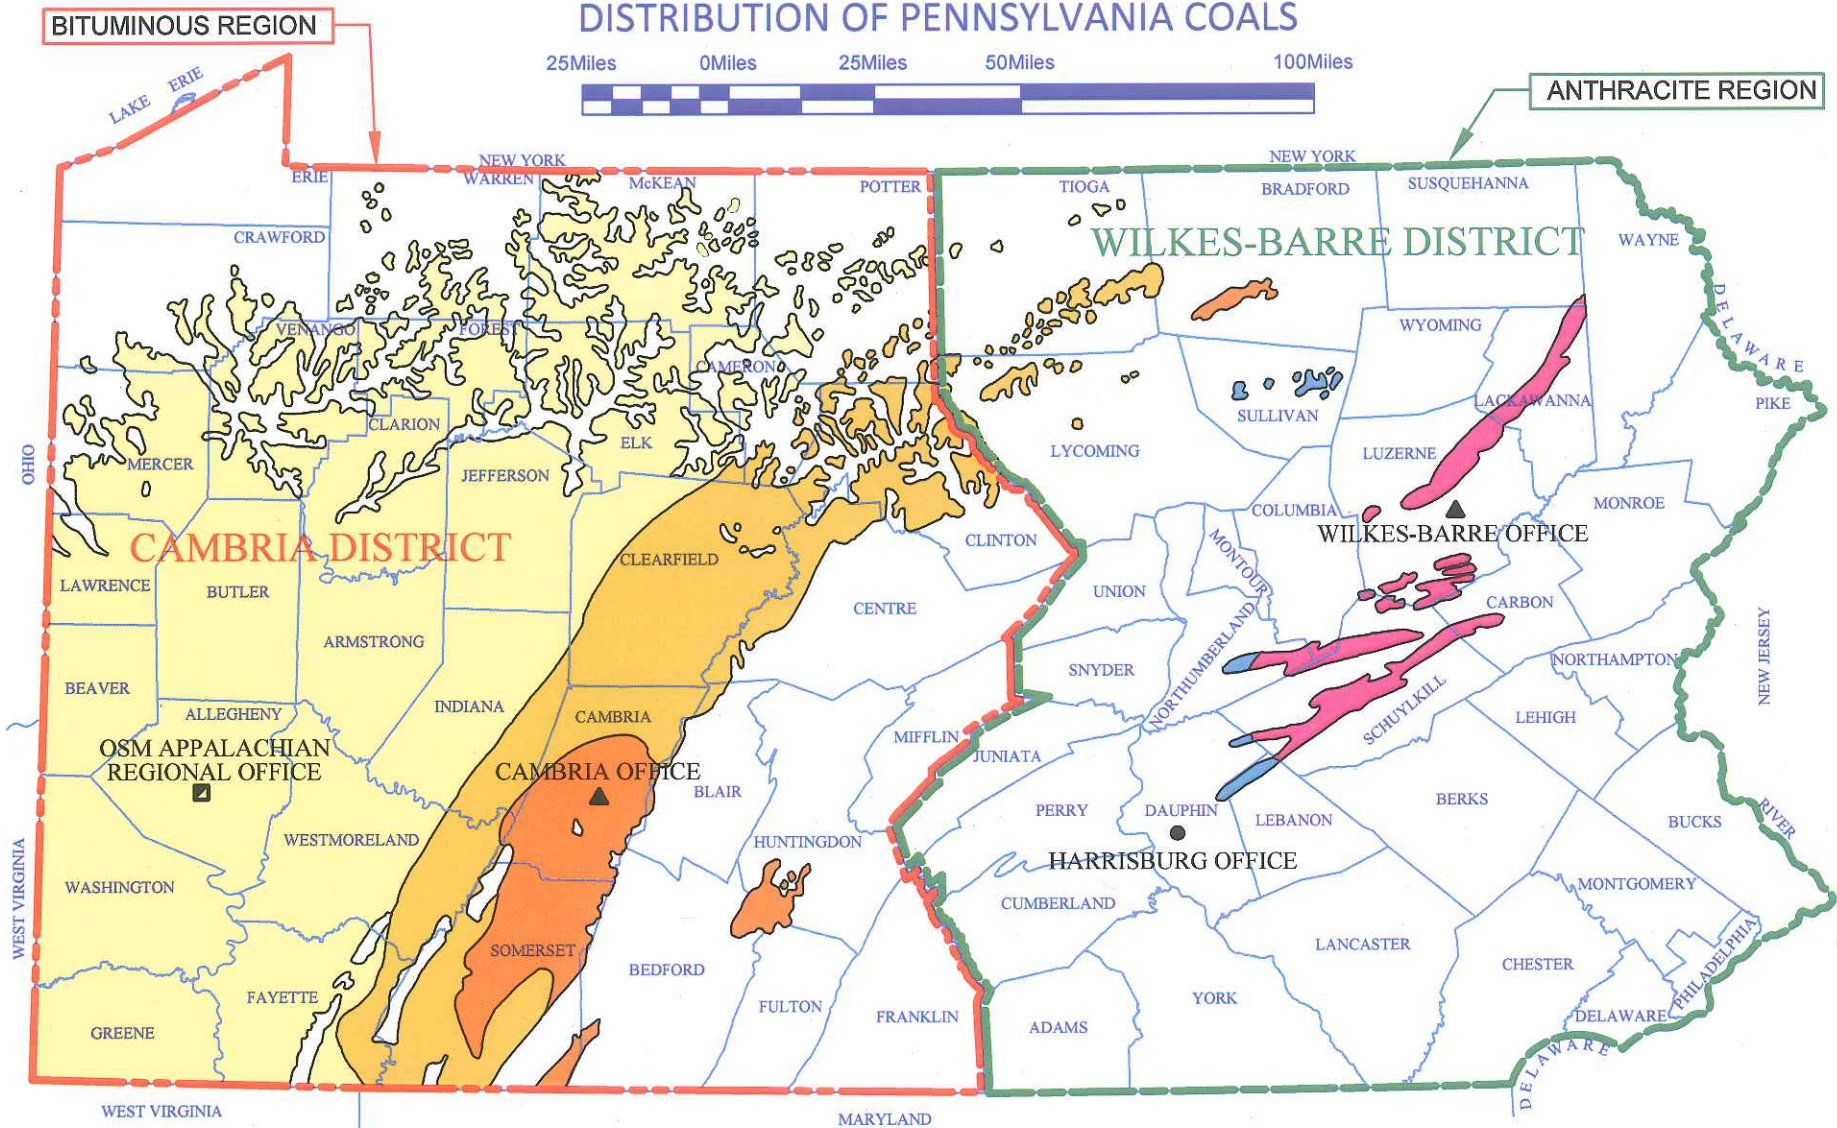 DISTRIBUTION OF PENNSYLVANIA COALS
BITUMINOUS REGION
25Miles 0Miles 25Miles 50Miles 100Miles
ANTHRACITE REGION
LAKE ERIE
NEW YORK
NEW YORK
ERIE
WARREN
McKEAN
POTTER
TIOGA
BRADFORD
SUSQUEHANNA
CRAWFORD
WILKES-BARRE DISTRICT
WAYNE
DELAWARE
VENANGO
FOREST
WYOMING
CAMERON
LACKAWANNA
PIKE
SULLIVAN
CLARION
ELK
LYCOMING
LUZERNE
OHIO
MERCER
JEFFERSON
MONROE
COLUMBIA
WILKES-BARRE OFFICE
CAMBRIA DISTRICT
CLEARFIELD
CLINTON
MONTOUR
LAWRENCE
BUTLER
UNION
CENTRE
CARBON
ARMSTRONG
NORTHUMBERLAND
SNYDER
NORTHAMPTON
NEW JERSEY
BEAVER
ALLEGHENY
INDIANA
CAMBRIA
SCHUYLKILL
LEHIGH
OSM APPALACHIAN
REGIONAL OFFICE
MIFFLIN
JUNIATA
CAMBRIA OFFICE
BLAIR
BERKS
PERRY
DAUPHIN
LEBANON
BUCKS
RIVER
WESTMORELAND
HUNTINGDON
HARRISBURG OFFICE
WEST VIRGINIA
WASHINGTON
MONTGOMERY
CUMBERLAND
SOMERSET
LANCASTER
CHESTER
PHILADELPHIA
BEDFORD
FAYETTE
FULTON
FRANKLIN
YORK
DELAWARE
GREENE
ADAMS
DELAWARE
WEST VIRGINIA
MARYLAND